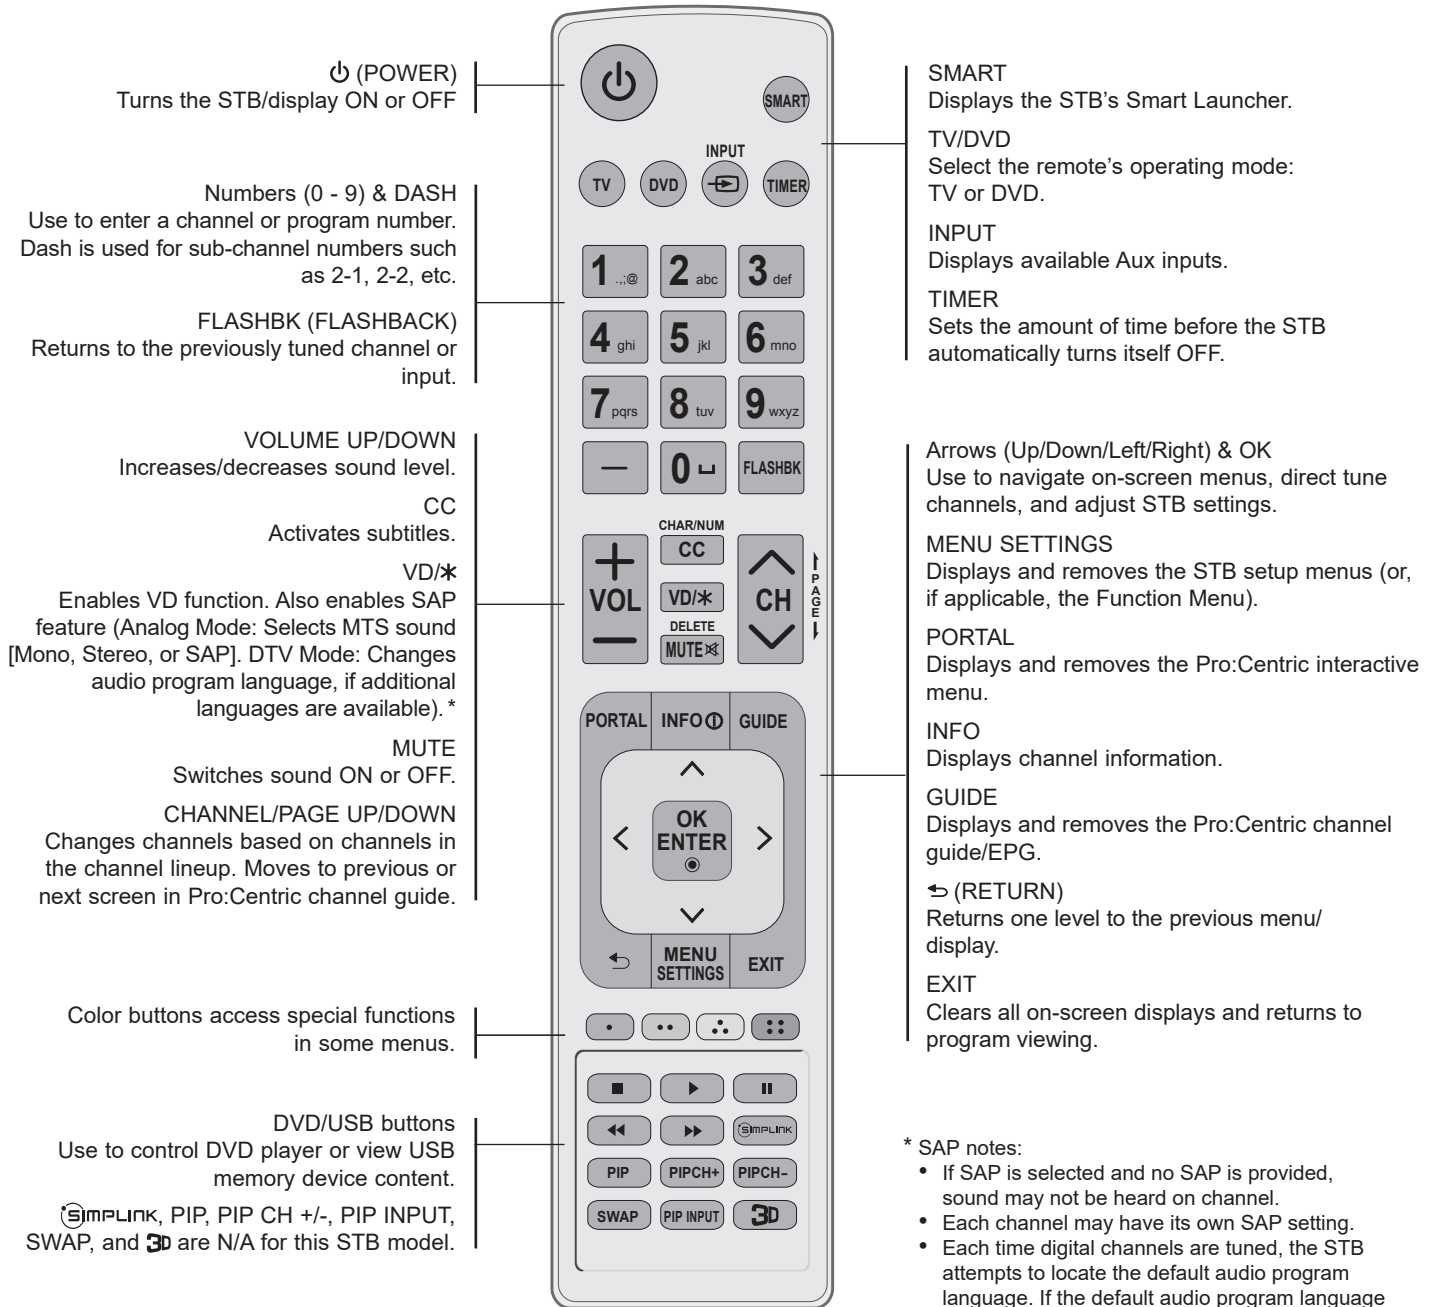 ⏻ (POWER)
Turns the STB/display ON or OFF
Numbers (0 - 9) & DASH
Use to enter a channel or program number.
Dash is used for sub-channel numbers such
as 2-1, 2-2, etc.
FLASHBK (FLASHBACK)
Returns to the previously tuned channel or
input.
VOLUME UP/DOWN
Increases/decreases sound level.
CC
Activates subtitles.
VD/*
Enables VD function. Also enables SAP
feature (Analog Mode: Selects MTS sound
[Mono, Stereo, or SAP]. DTV Mode: Changes
audio program language, if additional
languages are available). *
MUTE
Switches sound ON or OFF.
CHANNEL/PAGE UP/DOWN
Changes channels based on channels in
the channel lineup. Moves to previous or
next screen in Pro:Centric channel guide.
Color buttons access special functions
in some menus.
DVD/USB buttons
Use to control DVD player or view USB
memory device content.
SIMPLINK, PIP, PIP CH +/-, PIP INPUT,
SWAP, and 3D are N/A for this STB model.
SMART
INPUT
TV DVD TIMER
1 .,;@ 2 abc 3 def
4 ghi 5 jkl 6 mno
7 pqrs 8 tuv 9 wxyz
— 0 FLASHBK
CHAR/NUM
CC
VOL VD/* CH PAGE
DELETE
MUTE
PORTAL INFO GUIDE
OK
ENTER
MENU
SETTINGS
EXIT
SIMPLINK
PIP PIPCH+ PIPCH-
SWAP PIP INPUT 3D
SMART
Displays the STB's Smart Launcher.
TV/DVD
Select the remote's operating mode:
TV or DVD.
INPUT
Displays available Aux inputs.
TIMER
Sets the amount of time before the STB
automatically turns itself OFF.
Arrows (Up/Down/Left/Right) & OK
Use to navigate on-screen menus, direct tune
channels, and adjust STB settings.
MENU SETTINGS
Displays and removes the STB setup menus (or,
if applicable, the Function Menu).
PORTAL
Displays and removes the Pro:Centric interactive
menu.
INFO
Displays channel information.
GUIDE
Displays and removes the Pro:Centric channel
guide/EPG.
⮌ (RETURN)
Returns one level to the previous menu/
display.
EXIT
Clears all on-screen displays and returns to
program viewing.
* SAP notes:
• If SAP is selected and no SAP is provided,
sound may not be heard on channel.
• Each channel may have its own SAP setting.
• Each time digital channels are tuned, the STB
attempts to locate the default audio program
language. If the default audio program language